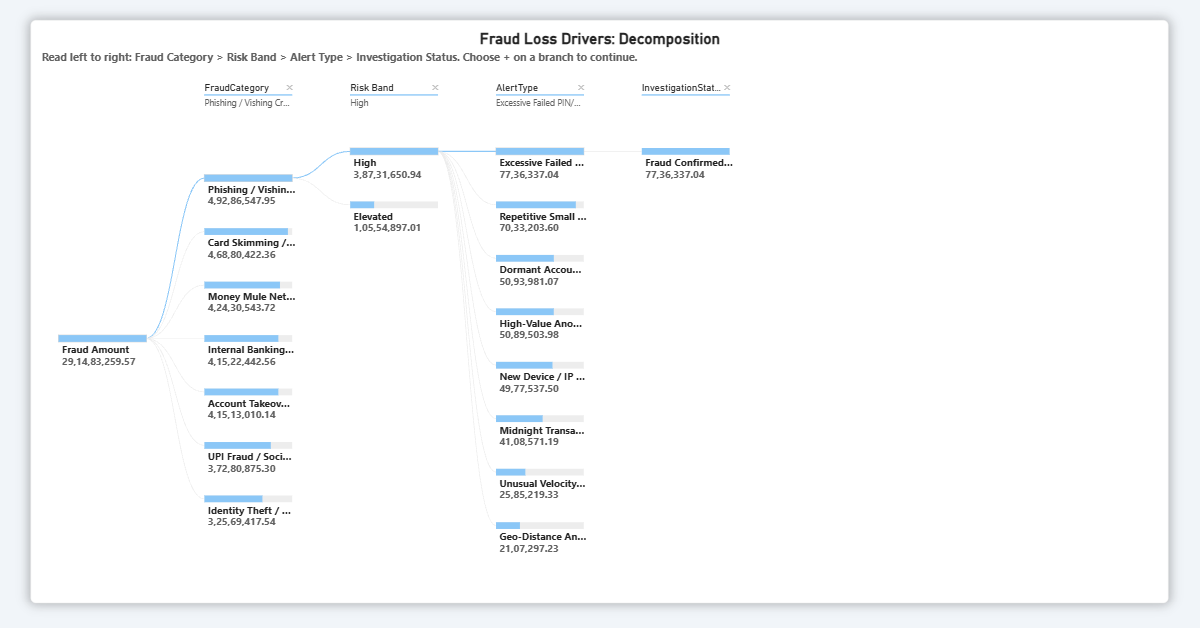 Fraud Loss Drivers: Decomposition
Read left to right: Fraud Category > Risk Band > Alert Type > Investigation Status. Choose + on a branch to continue.
FraudCategory ×
Phishing / Vishing Cr...
Risk Band ×
High
AlertType ×
Excessive Failed PIN/...
InvestigationStat... ×
Fraud Amount
29,14,83,259.57
Phishing / Vishin...
4,92,86,547.95
Card Skimming /...
4,68,80,422.36
Money Mule Net...
4,24,30,543.72
Internal Banking...
4,15,22,442.56
Account Takeov...
4,15,13,010.14
UPI Fraud / Soci...
3,72,80,875.30
Identity Theft / ...
3,25,69,417.54
High
3,87,31,650.94
Elevated
1,05,54,897.01
Excessive Failed ...
77,36,337.04
Repetitive Small ...
70,33,203.60
Dormant Accou...
50,93,981.07
High-Value Ano...
50,89,503.98
New Device / IP ...
49,77,537.50
Midnight Transa...
41,08,571.19
Unusual Velocity...
25,85,219.33
Geo-Distance An...
21,07,297.23
Fraud Confirmed...
77,36,337.04